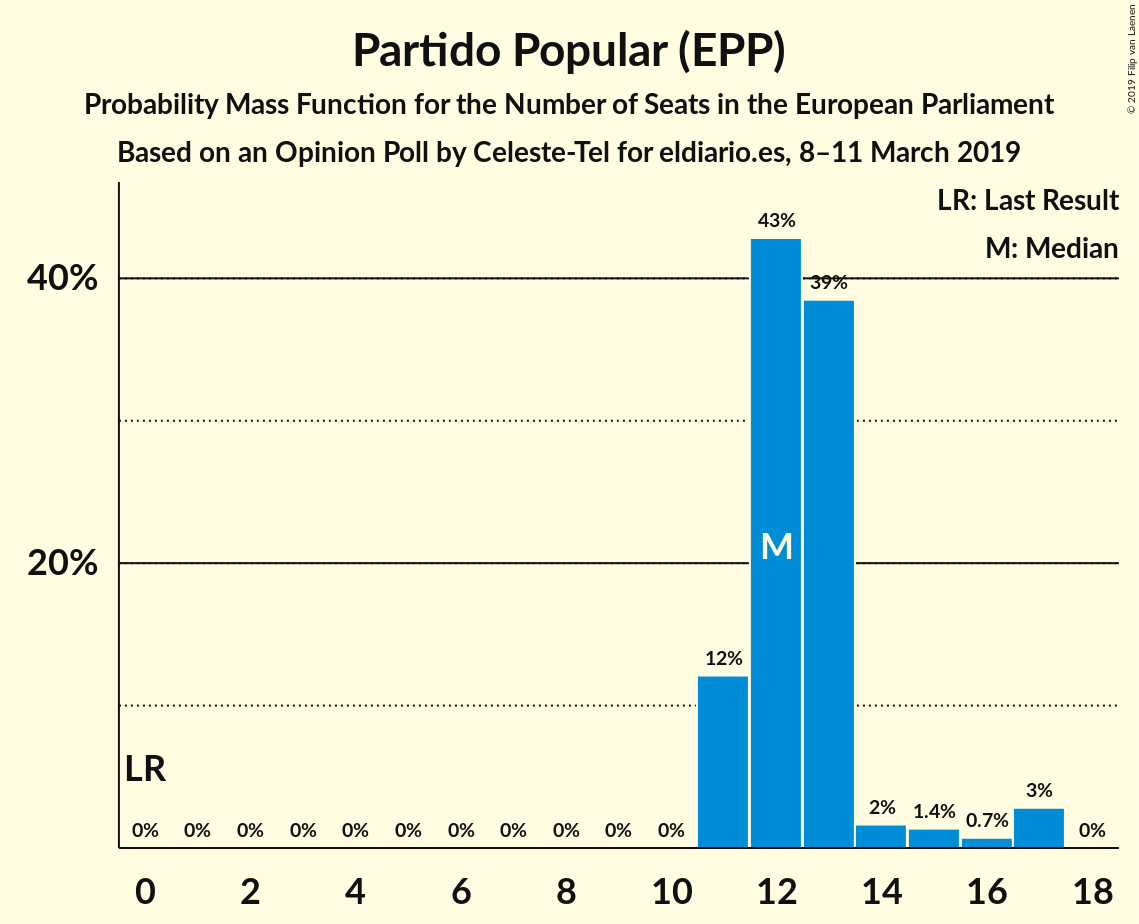 Partido Popular (EPP)
Probability Mass Function for the Number of Seats in the European Parliament
Based on an Opinion Poll by Celeste-Tel for eldiario.es, 8–11 March 2019
© 2019 Filip van Laenen
LR: Last Result
M: Median
43%
40%
39%
M
20%
12%
LR
3%
2%
1.4%
0.7%
0% 0% 0% 0% 0% 0% 0% 0% 0% 0% 0% 0%
0 2 4 6 8 10 12 14 16 18